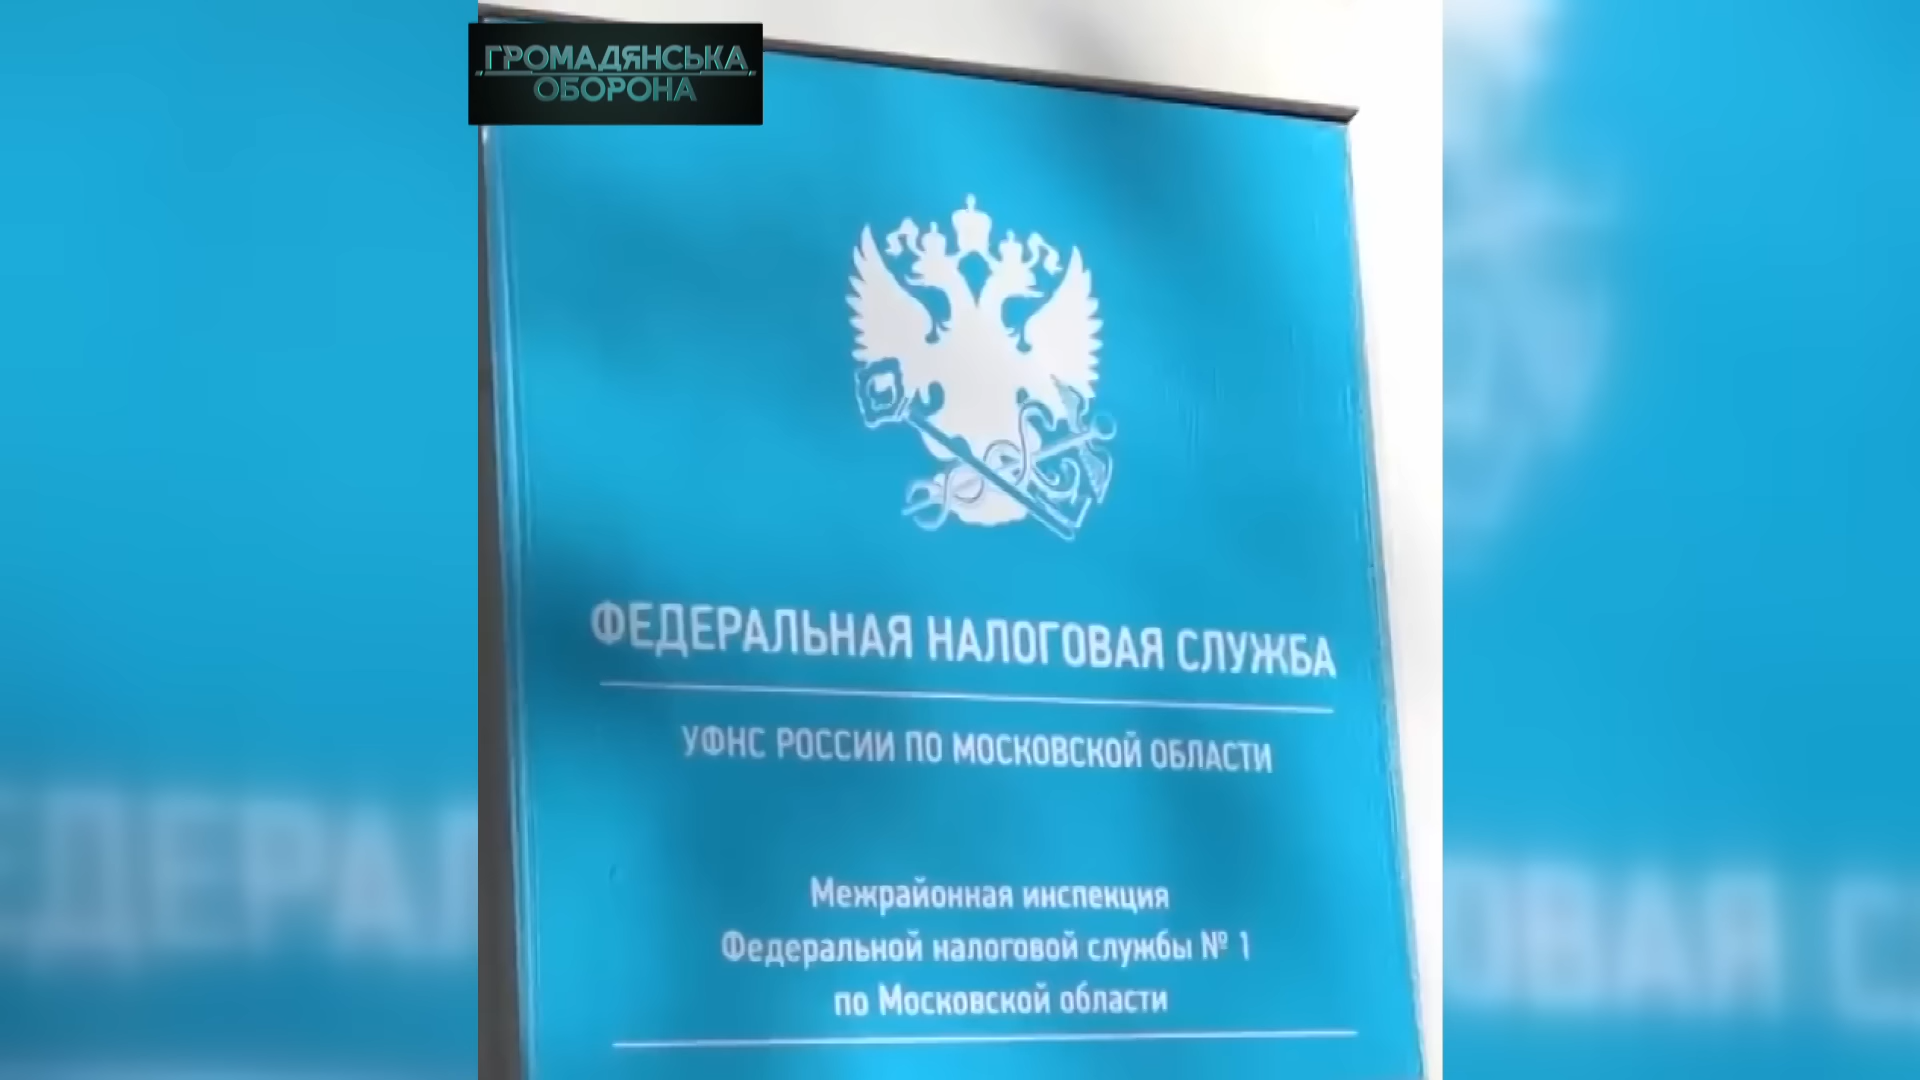 ГРОМАДЯНСЬКА
ОБОРОНА
ФЕДЕРАЛЬНАЯ НАЛОГОВАЯ СЛУЖБА
УФНС РОССИИ ПО МОСКОВСКОЙ ОБЛАСТИ
Межрайонная инспекция
Федеральной налоговой службы № 1
по Московской области